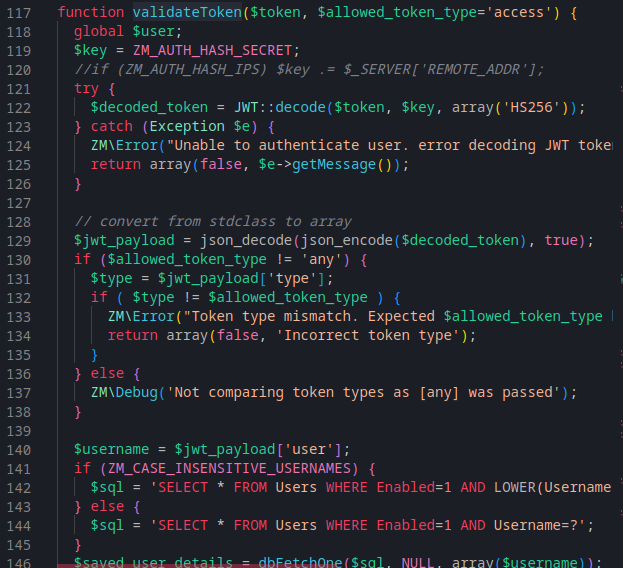 117 function validateToken($token, $allowed_token_type='access') {
118 global $user;
119 $key = ZM_AUTH_HASH_SECRET;
120 //if (ZM_AUTH_HASH_IPS) $key .= $_SERVER['REMOTE_ADDR'];
121 try {
122 $decoded_token = JWT::decode($token, $key, array('HS256'));
123 } catch (Exception $e) {
124 ZM\Error("Unable to authenticate user. error decoding JWT toke
125 return array(false, $e->getMessage());
126 }
127
128 // convert from stdclass to array
129 $jwt_payload = json_decode(json_encode($decoded_token), true);
130 if ($allowed_token_type != 'any') {
131 $type = $jwt_payload['type'];
132 if ( $type != $allowed_token_type ) {
133 ZM\Error("Token type mismatch. Expected $allowed_token_type
134 return array(false, 'Incorrect token type');
135 }
136 } else {
137 ZM\Debug('Not comparing token types as [any] was passed');
138 }
139
140 $username = $jwt_payload['user'];
141 if (ZM_CASE_INSENSITIVE_USERNAMES) {
142 $sql = 'SELECT * FROM Users WHERE Enabled=1 AND LOWER(Username
143 } else {
144 $sql = 'SELECT * FROM Users WHERE Enabled=1 AND Username=?';
145 }
146 $saved_user_details = dbFetchOne($sql, NULL, array($username));